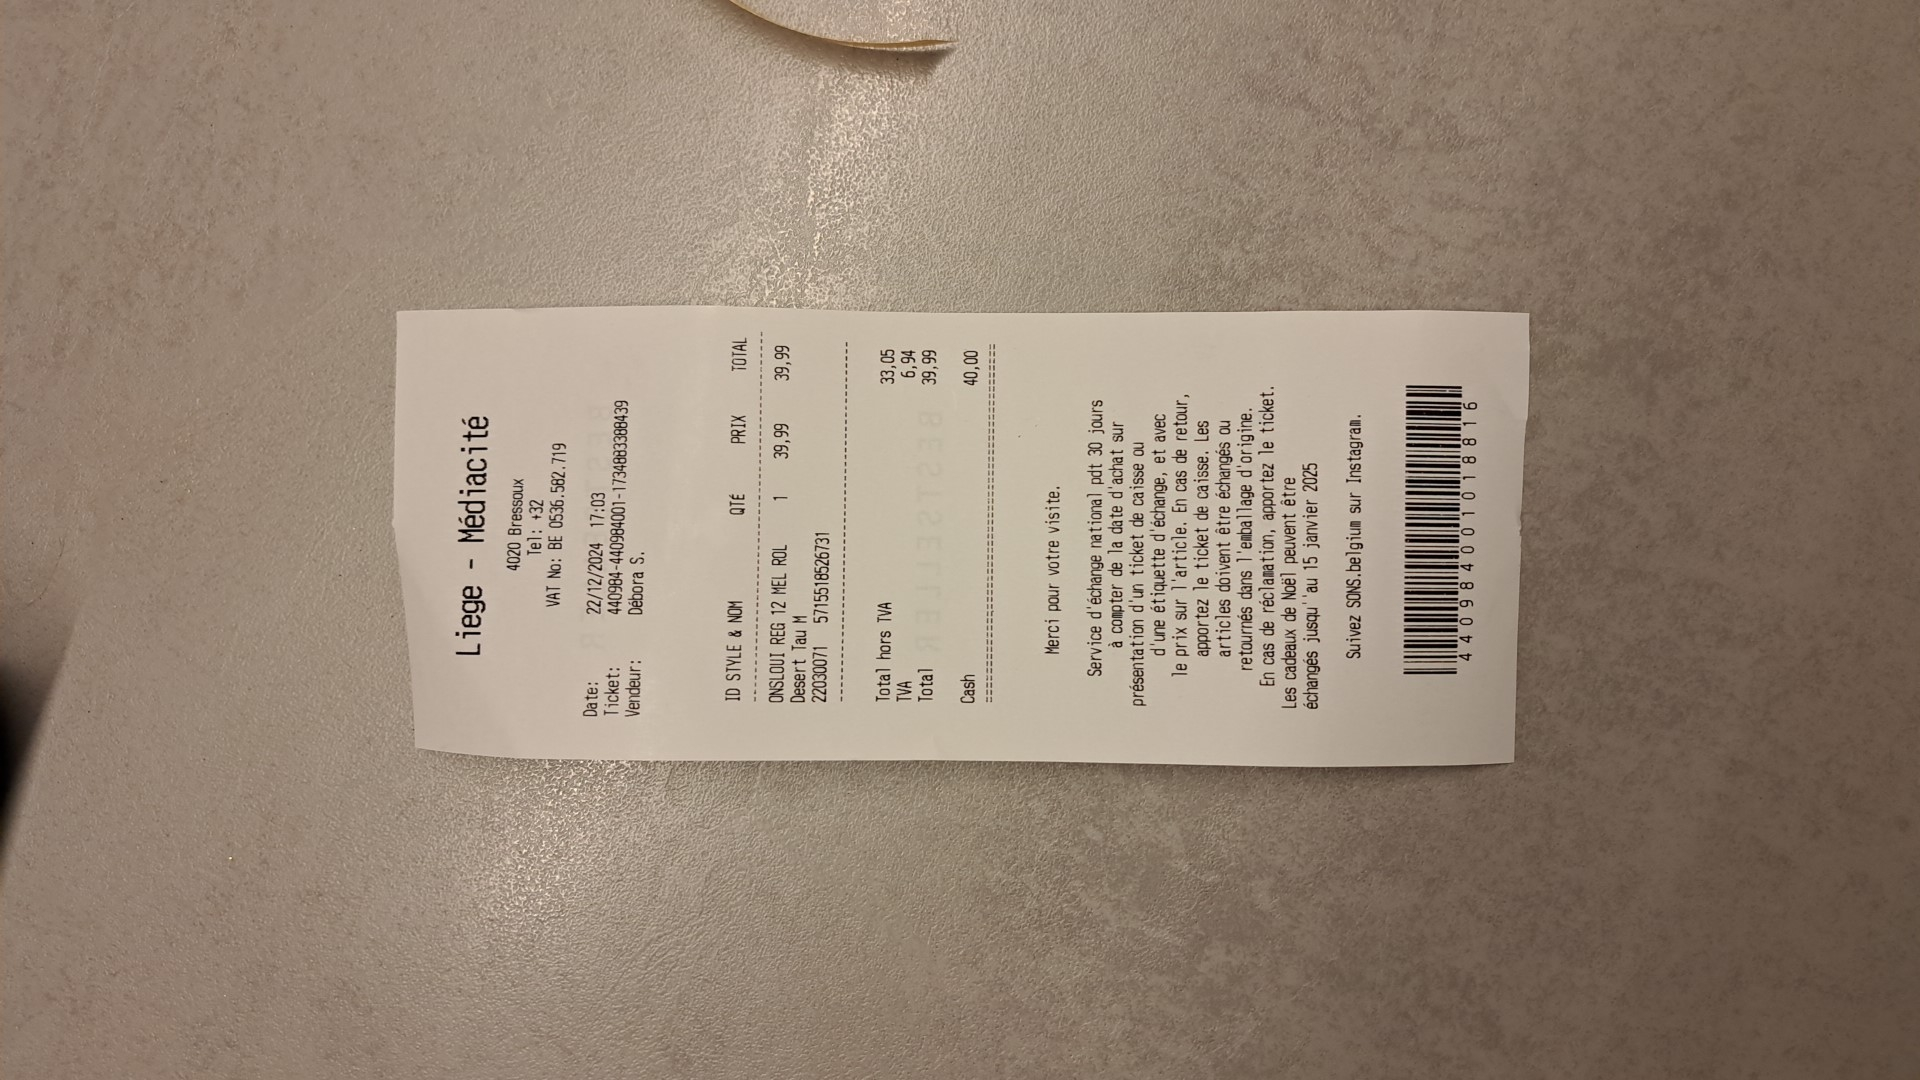 Liege - Médiacité
4020 Bressoux
Tel: +32
VAT No: BE 0536.582.719
Date: 22/12/2024 17:03
Ticket: 440984-440984001-1734883388439
Vendeur: Débora S.
ID STYLE & NOM QTÉ PRIX TOTAL
ONSLOUI REG 12 MEL ROL 1 39,99 39,99
Desert Tau M
22030071 5715518526731
Total hors TVA 33,05
TVA 6,94
Total 39,99
Cash 40,00
Merci pour votre visite.
Service d'échange national pdt 30 jours
à compter de la date d'achat sur
présentation d'un ticket de caisse ou
d'une étiquette d'échange, et avec
le prix sur l'article. En cas de retour,
apportez le ticket de caisse. Les
articles doivent être échangés ou
retournés dans l'emballage d'origine.
En cas de réclamation, apportez le ticket.
Les cadeaux de Noël peuvent être
échangés jusqu''au 15 janvier 2025
Suivez SONS.belgium sur Instagram.
440984001018816